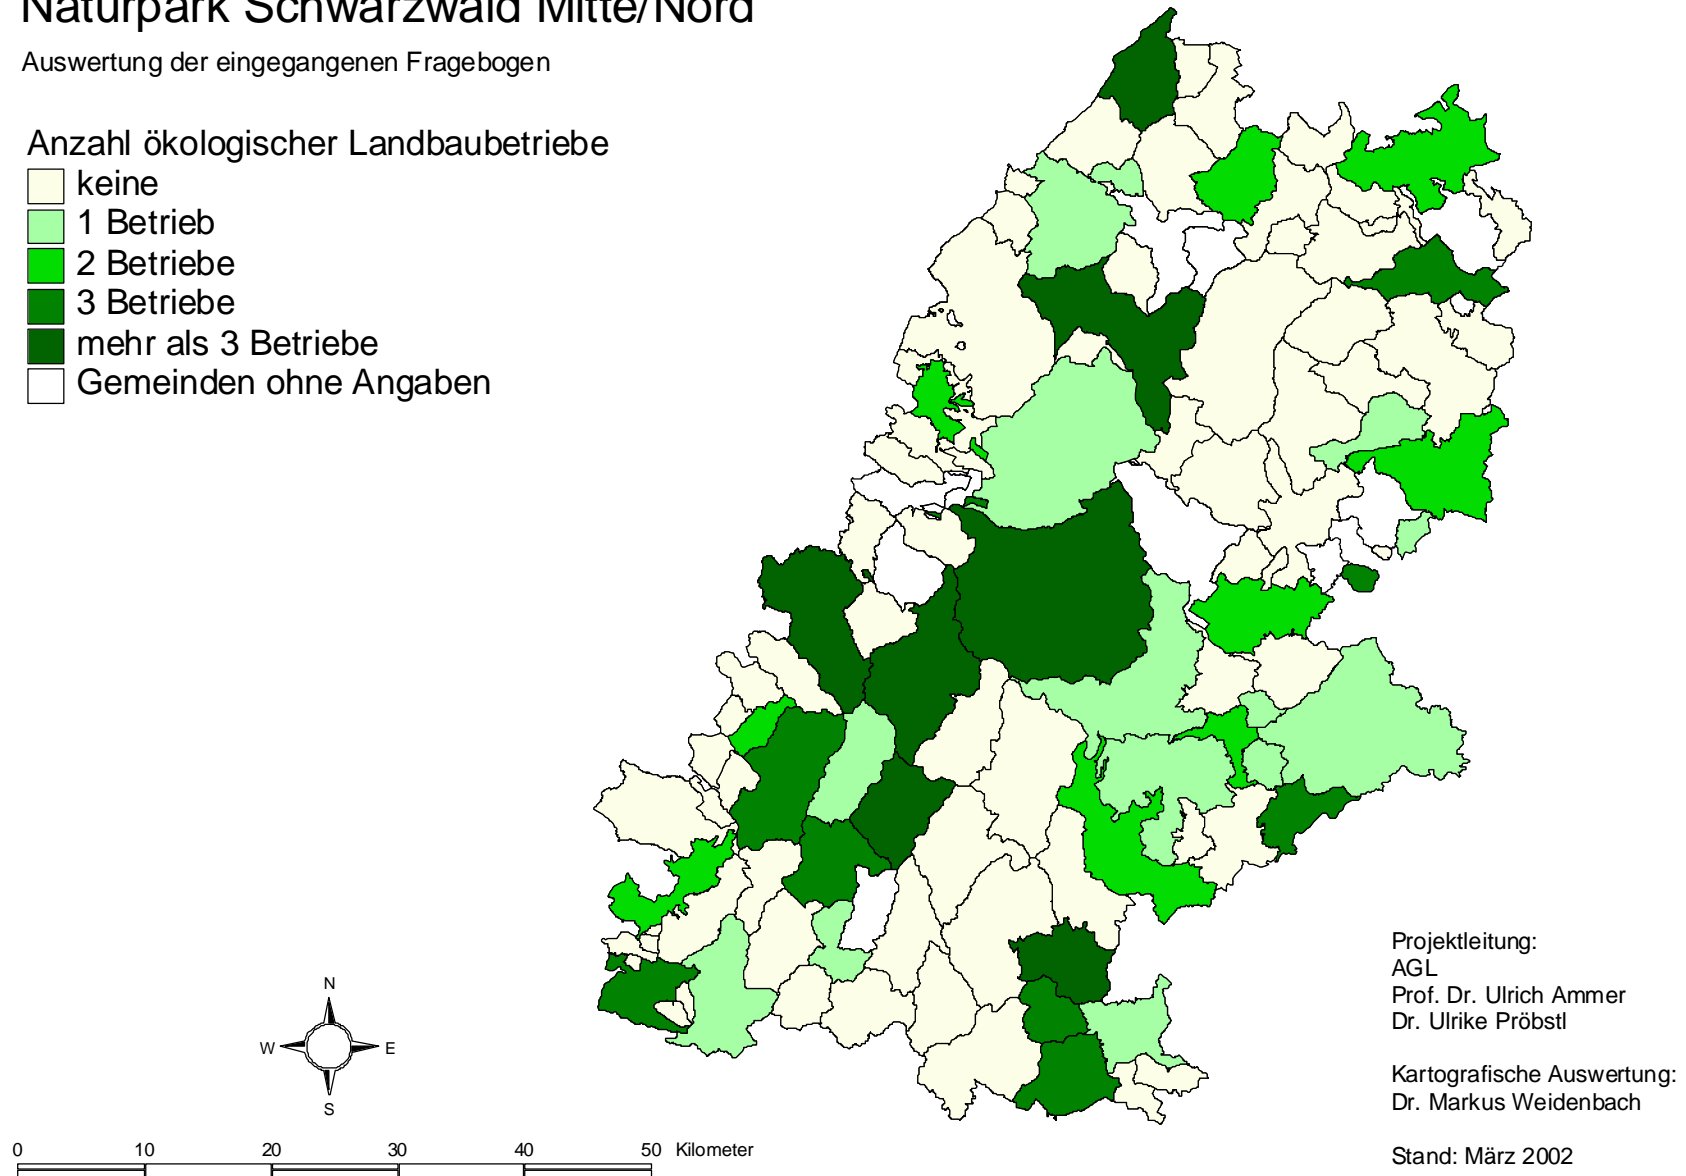 Naturpark Schwarzwald Mitte/Nord
Auswertung der eingegangenen Fragebogen
Anzahl ökologischer Landbaubetriebe
keine
1 Betrieb
2 Betriebe
3 Betriebe
mehr als 3 Betriebe
Gemeinden ohne Angaben
N
W
E
S
0 10 20 30 40 50 Kilometer
Projektleitung:
AGL
Prof. Dr. Ulrich Ammer
Dr. Ulrike Pröbstl
Kartografische Auswertung:
Dr. Markus Weidenbach
Stand: März 2002